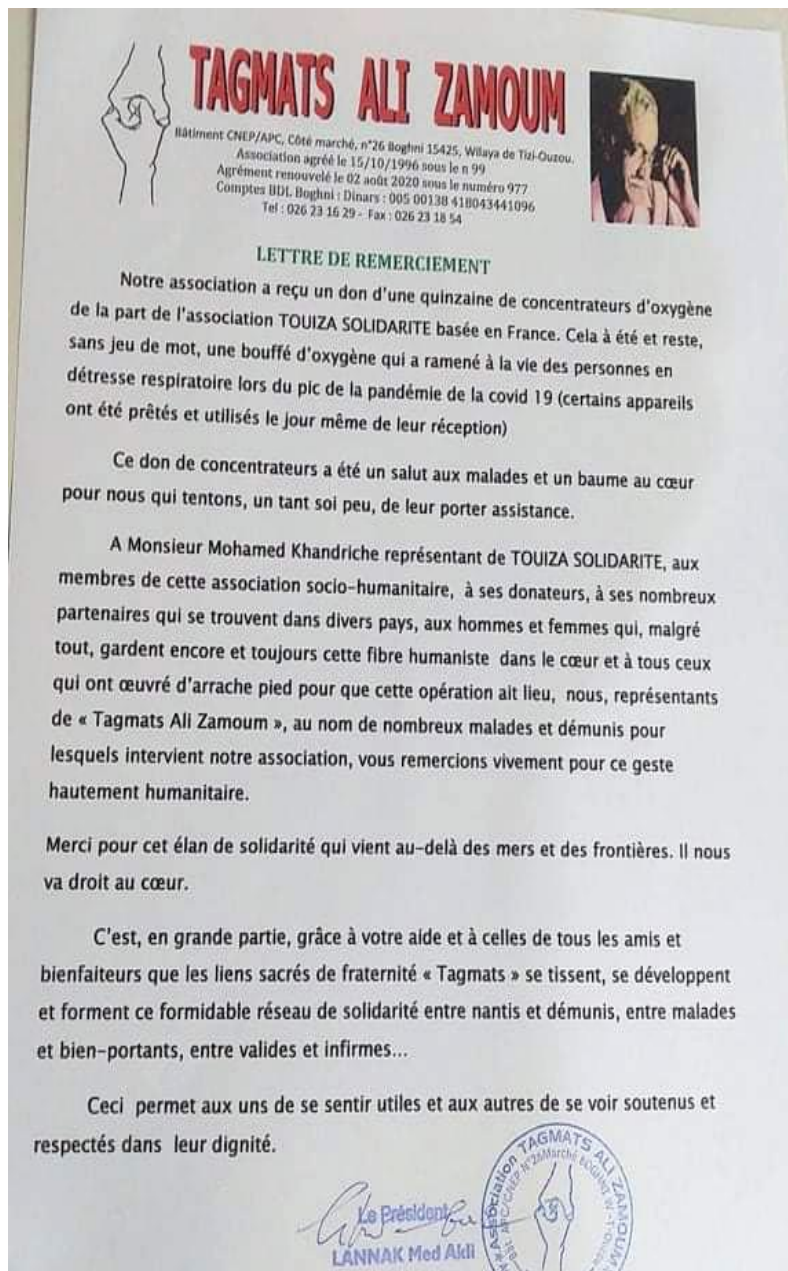 TAGMATS ALI ZAMOUM
Bâtiment CNEP/APC, Côté marché, n°26 Boghni 15425, Wilaya de Tizi-Ouzou.
Association agréé le 15/10/1996 sous le n 99
Agrément renouvelé le 02 août 2020 sous le numéro 977
Comptes BDL Boghni : Dinars : 005 00138 418043441096
Tel : 026 23 16 29 - Fax : 026 23 18 54
LETTRE DE REMERCIEMENT
Notre association a reçu un don d'une quinzaine de concentrateurs d'oxygène
de la part de l'association TOUIZA SOLIDARITE basée en France. Cela à été et reste,
sans jeu de mot, une bouffé d'oxygène qui a ramené à la vie des personnes en
détresse respiratoire lors du pic de la pandémie de la covid 19 (certains appareils
ont été prêtés et utilisés le jour même de leur réception)
Ce don de concentrateurs a été un salut aux malades et un baume au cœur
pour nous qui tentons, un tant soi peu, de leur porter assistance.
A Monsieur Mohamed Khandriche représentant de TOUIZA SOLIDARITE, aux
membres de cette association socio-humanitaire, à ses donateurs, à ses nombreux
partenaires qui se trouvent dans divers pays, aux hommes et femmes qui, malgré
tout, gardent encore et toujours cette fibre humaniste dans le cœur et à tous ceux
qui ont œuvré d'arrache pied pour que cette opération ait lieu, nous, représentants
de « Tagmats Ali Zamoum », au nom de nombreux malades et démunis pour
lesquels intervient notre association, vous remercions vivement pour ce geste
hautement humanitaire.
Merci pour cet élan de solidarité qui vient au-delà des mers et des frontières. Il nous
va droit au cœur.
C'est, en grande partie, grâce à votre aide et à celles de tous les amis et
bienfaiteurs que les liens sacrés de fraternité « Tagmats » se tissent, se développent
et forment ce formidable réseau de solidarité entre nantis et démunis, entre malades
et bien-portants, entre valides et infirmes...
Ceci permet aux uns de se sentir utiles et aux autres de se voir soutenus et
respectés dans leur dignité.
Le Président
LANNAK Med Akli
Association TAGMATS ALI ZAMOUM
Bât. APC/CNEP N°26 Marché BOGHNI W.